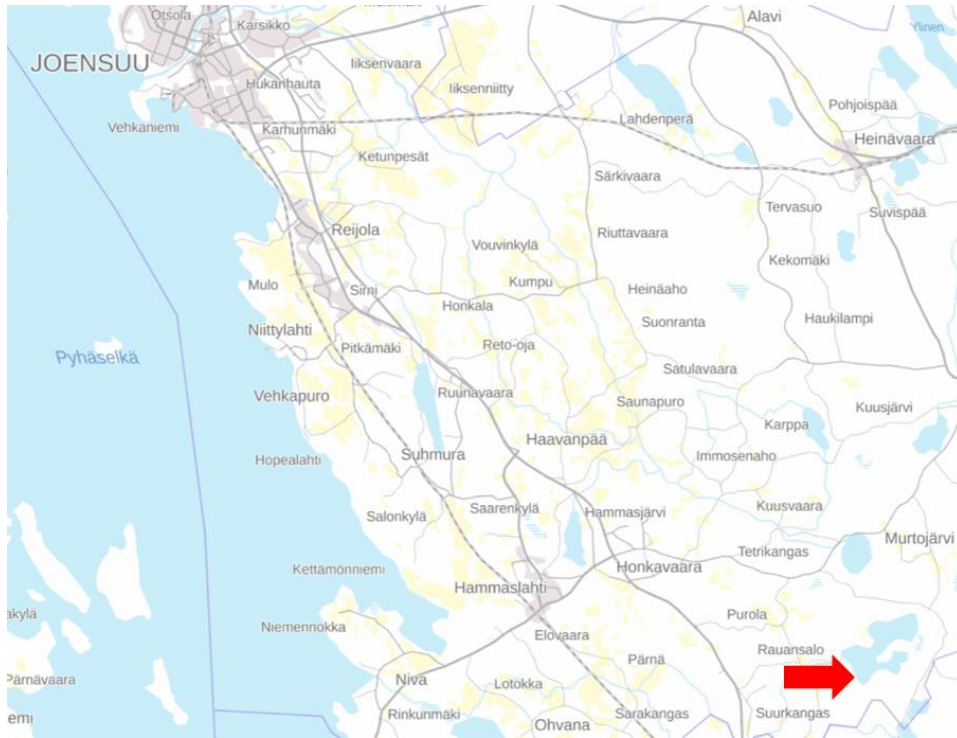 Otsola
Karsikko
Alavi
Ylinen
JOENSUU
Iiksenvaara
Hukanhauta
Iiksenniitty
Pohjoispää
Vehkaniemi
Karhunmäki
Lahdenperä
Heinävaara
Ketunpesät
Särkivaara
Tervasuo
Suvispää
Reijola
Riuttavaara
Vouvinkylä
Kekomäki
Mulo
Sirni
Kumpu
Heinäaho
Honkala
Haukilampi
Niittylahti
Suonranta
Pitkämäki
Reto-oja
Pyhäselkä
Satulavaara
Vehkapuro
Ruunavaara
Saunapuro
Kuusjärvi
Karppa
Haavanpää
Suhmura
Immosenaho
Hopealahti
Saarenkylä
Hammasjärvi
Kuusvaara
Salonkylä
Murtojärvi
Tetrikangas
Kettämönniemi
Honkavaara
Hammaslahti
akylä
Purola
Niemennokka
Elovaara
Rauansalo
Pärnä
Pärnävaara
Niva
Lotokka
emi
Rinkunmäki
Ohvana
Sarakangas
Suurkangas